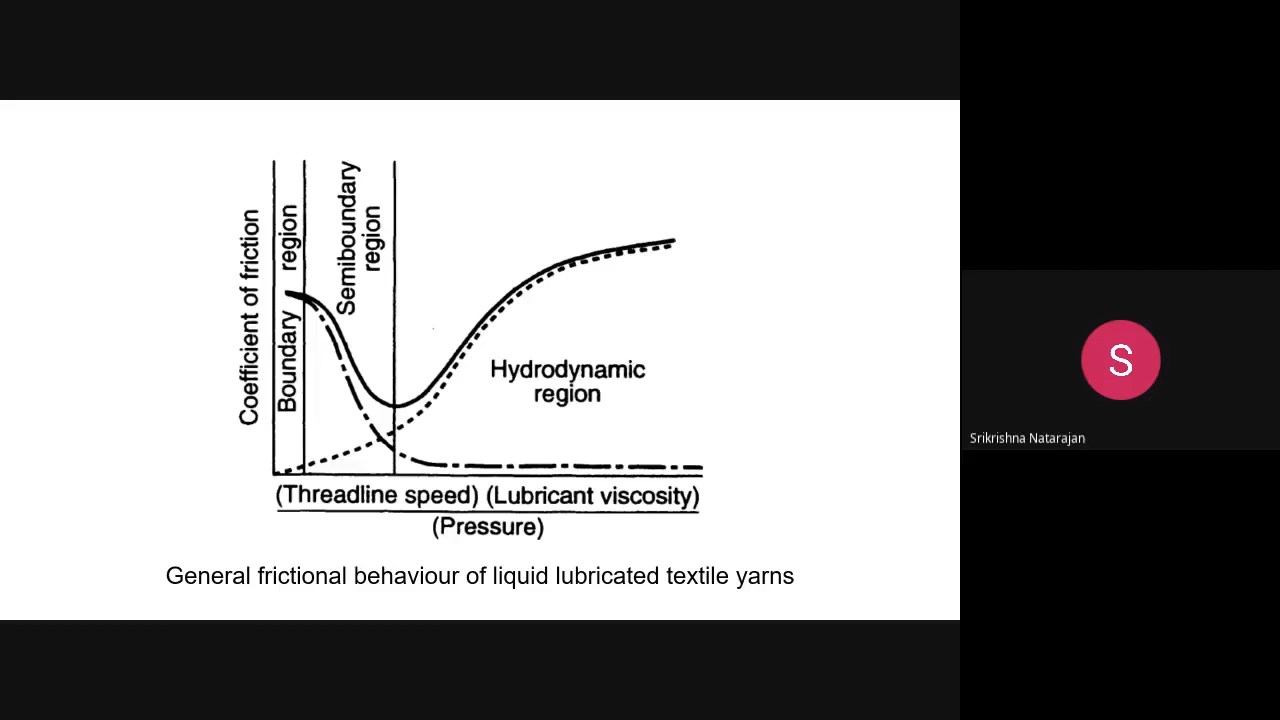 Coefficient of friction
Boundary region
Semiboundary
region
Hydrodynamic
region
(Threadline speed) (Lubricant viscosity)
(Pressure)
General frictional behaviour of liquid lubricated textile yarns
S
Srikrishna Natarajan